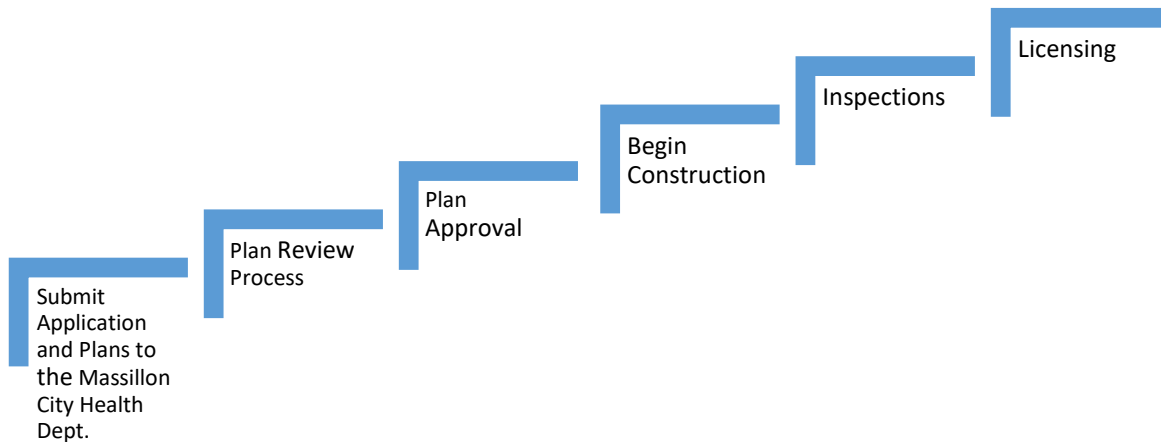 Submit
Application
and Plans to
the Massillon
City Health
Dept.
Plan Review
Process
Plan
Approval
Begin
Construction
Inspections
Licensing